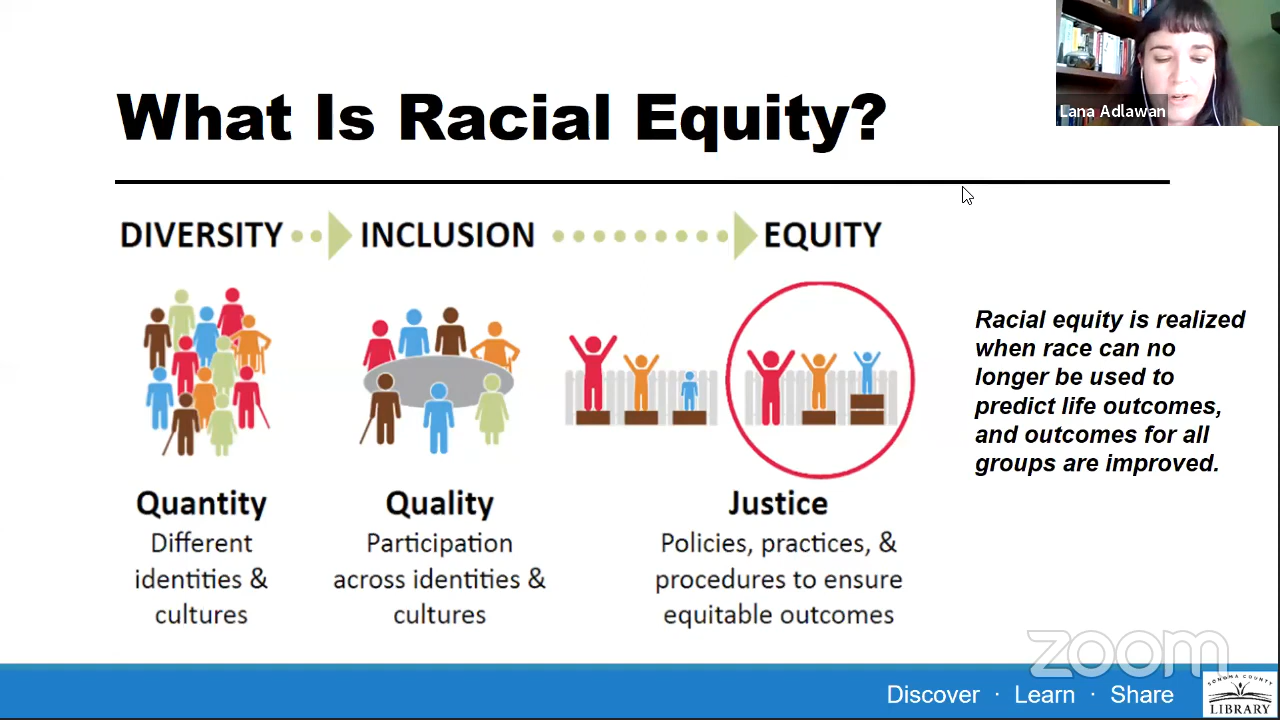 What Is Racial Equity?
Lana Adlawan
DIVERSITY
INCLUSION
EQUITY
Racial equity is realized
when race can no
longer be used to
predict life outcomes,
and outcomes for all
groups are improved.
Quantity
Different
identities &
cultures
Quality
Participation
across identities &
cultures
Justice
Policies, practices, &
procedures to ensure
equitable outcomes
zoom
Discover · Learn · Share
SONOMA COUNTY
LIBRARY